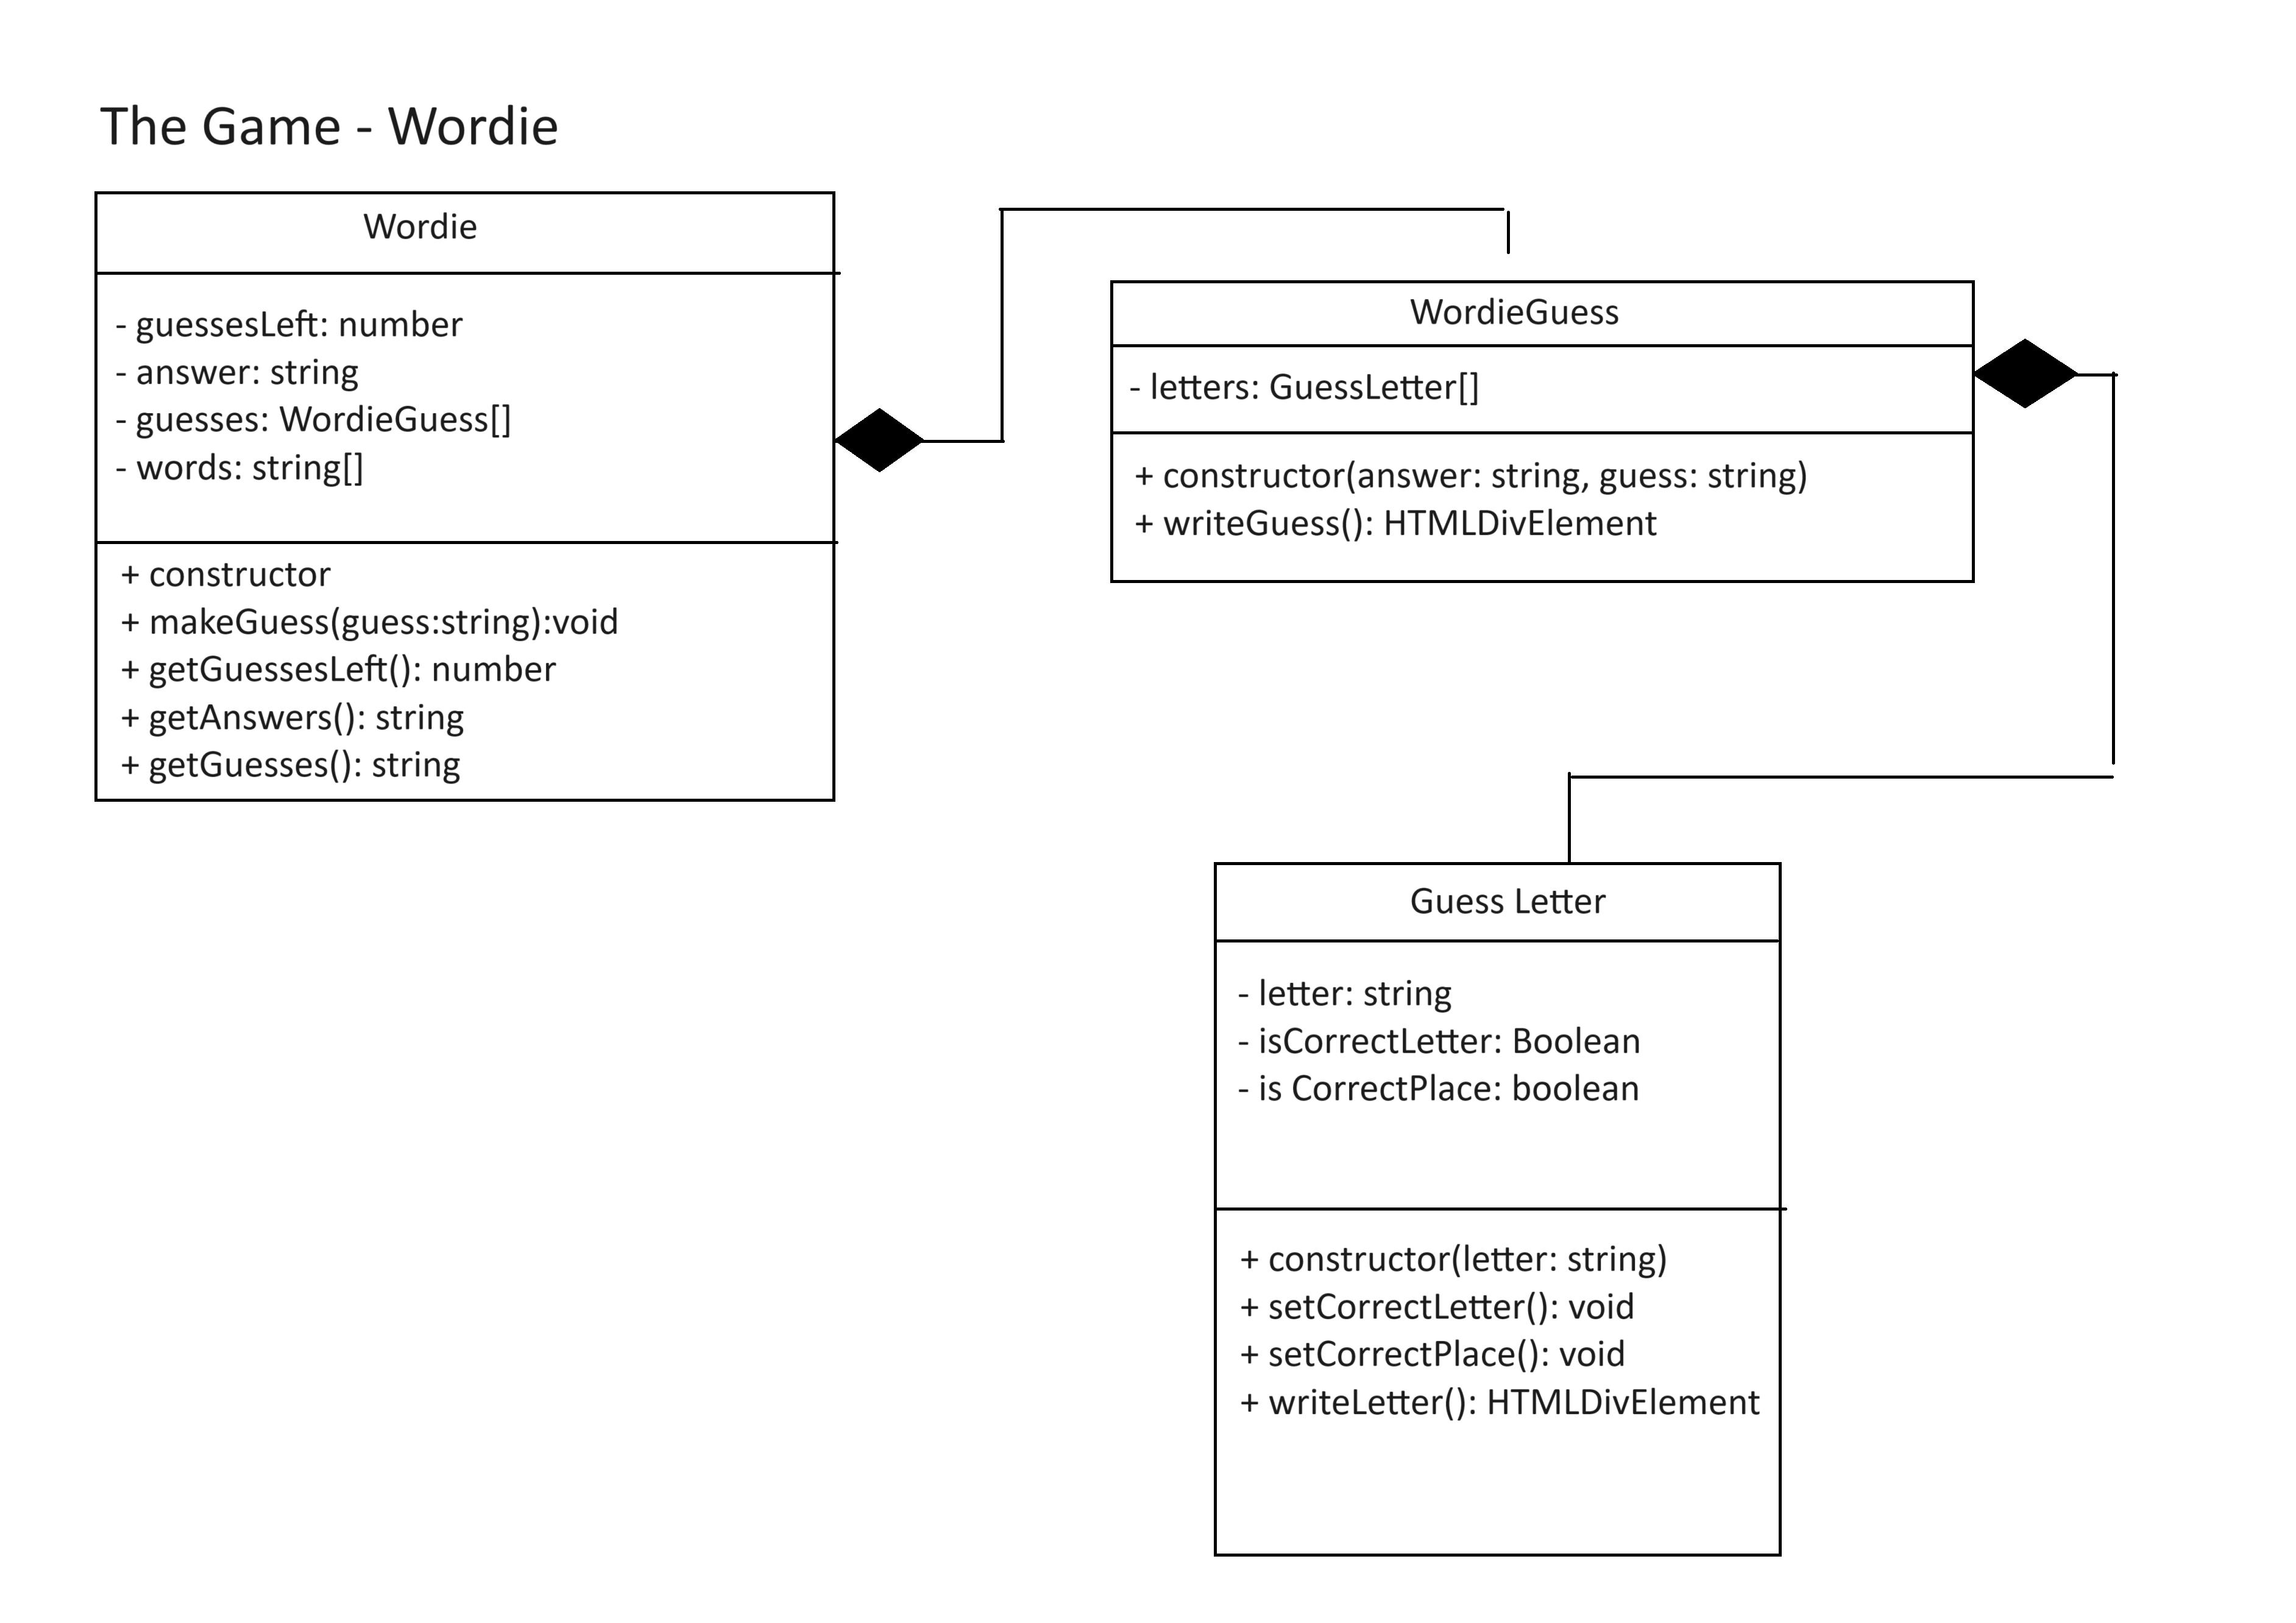 The Game - Wordie
Wordie
- guessesLeft: number
- answer: string
- guesses: WordieGuess[]
- words: string[]
+ constructor
+ makeGuess(guess:string):void
+ getGuessesLeft(): number
+ getAnswers(): string
+ getGuesses(): string
WordieGuess
- letters: GuessLetter[]
+ constructor(answer: string, guess: string)
+ writeGuess(): HTMLDivElement
Guess Letter
- letter: string
- isCorrectLetter: Boolean
- is CorrectPlace: boolean
+ constructor(letter: string)
+ setCorrectLetter(): void
+ setCorrectPlace(): void
+ writeLetter(): HTMLDivElement